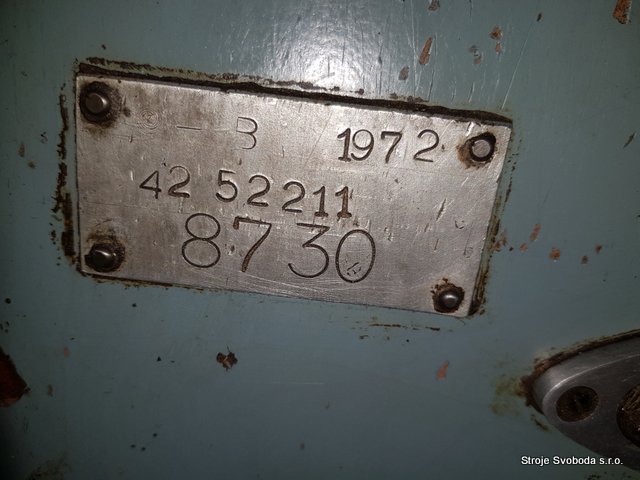 — B 1972
42 52211
8730
Stroje Svoboda s.r.o.